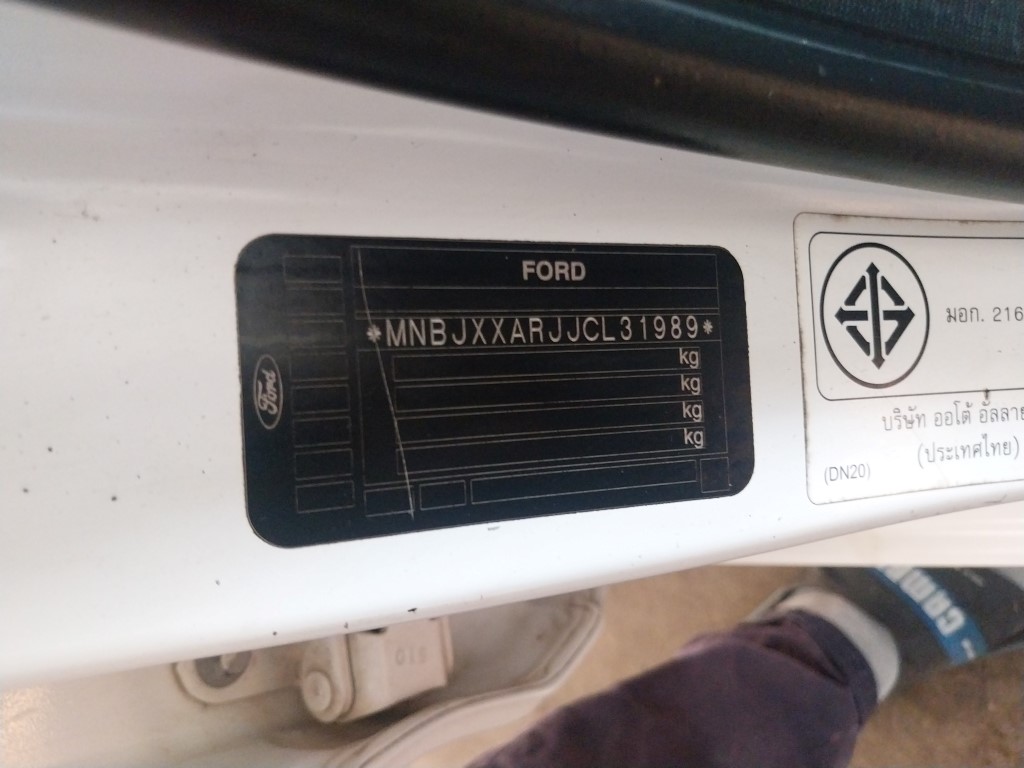 FORD
*MNBJXXARJJCL31989*
kg
kg
kg
kg
Ford
มอก. 216
บริษัท ออโต้ อัลลาย
(ประเทศไทย)
(DN20)
015